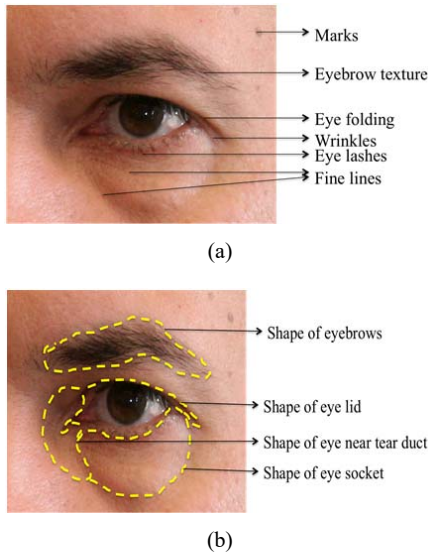 Marks
Eyebrow texture
Eye folding
Wrinkles
Eye lashes
Fine lines
(a)
Shape of eyebrows
Shape of eye lid
Shape of eye near tear duct
Shape of eye socket
(b)